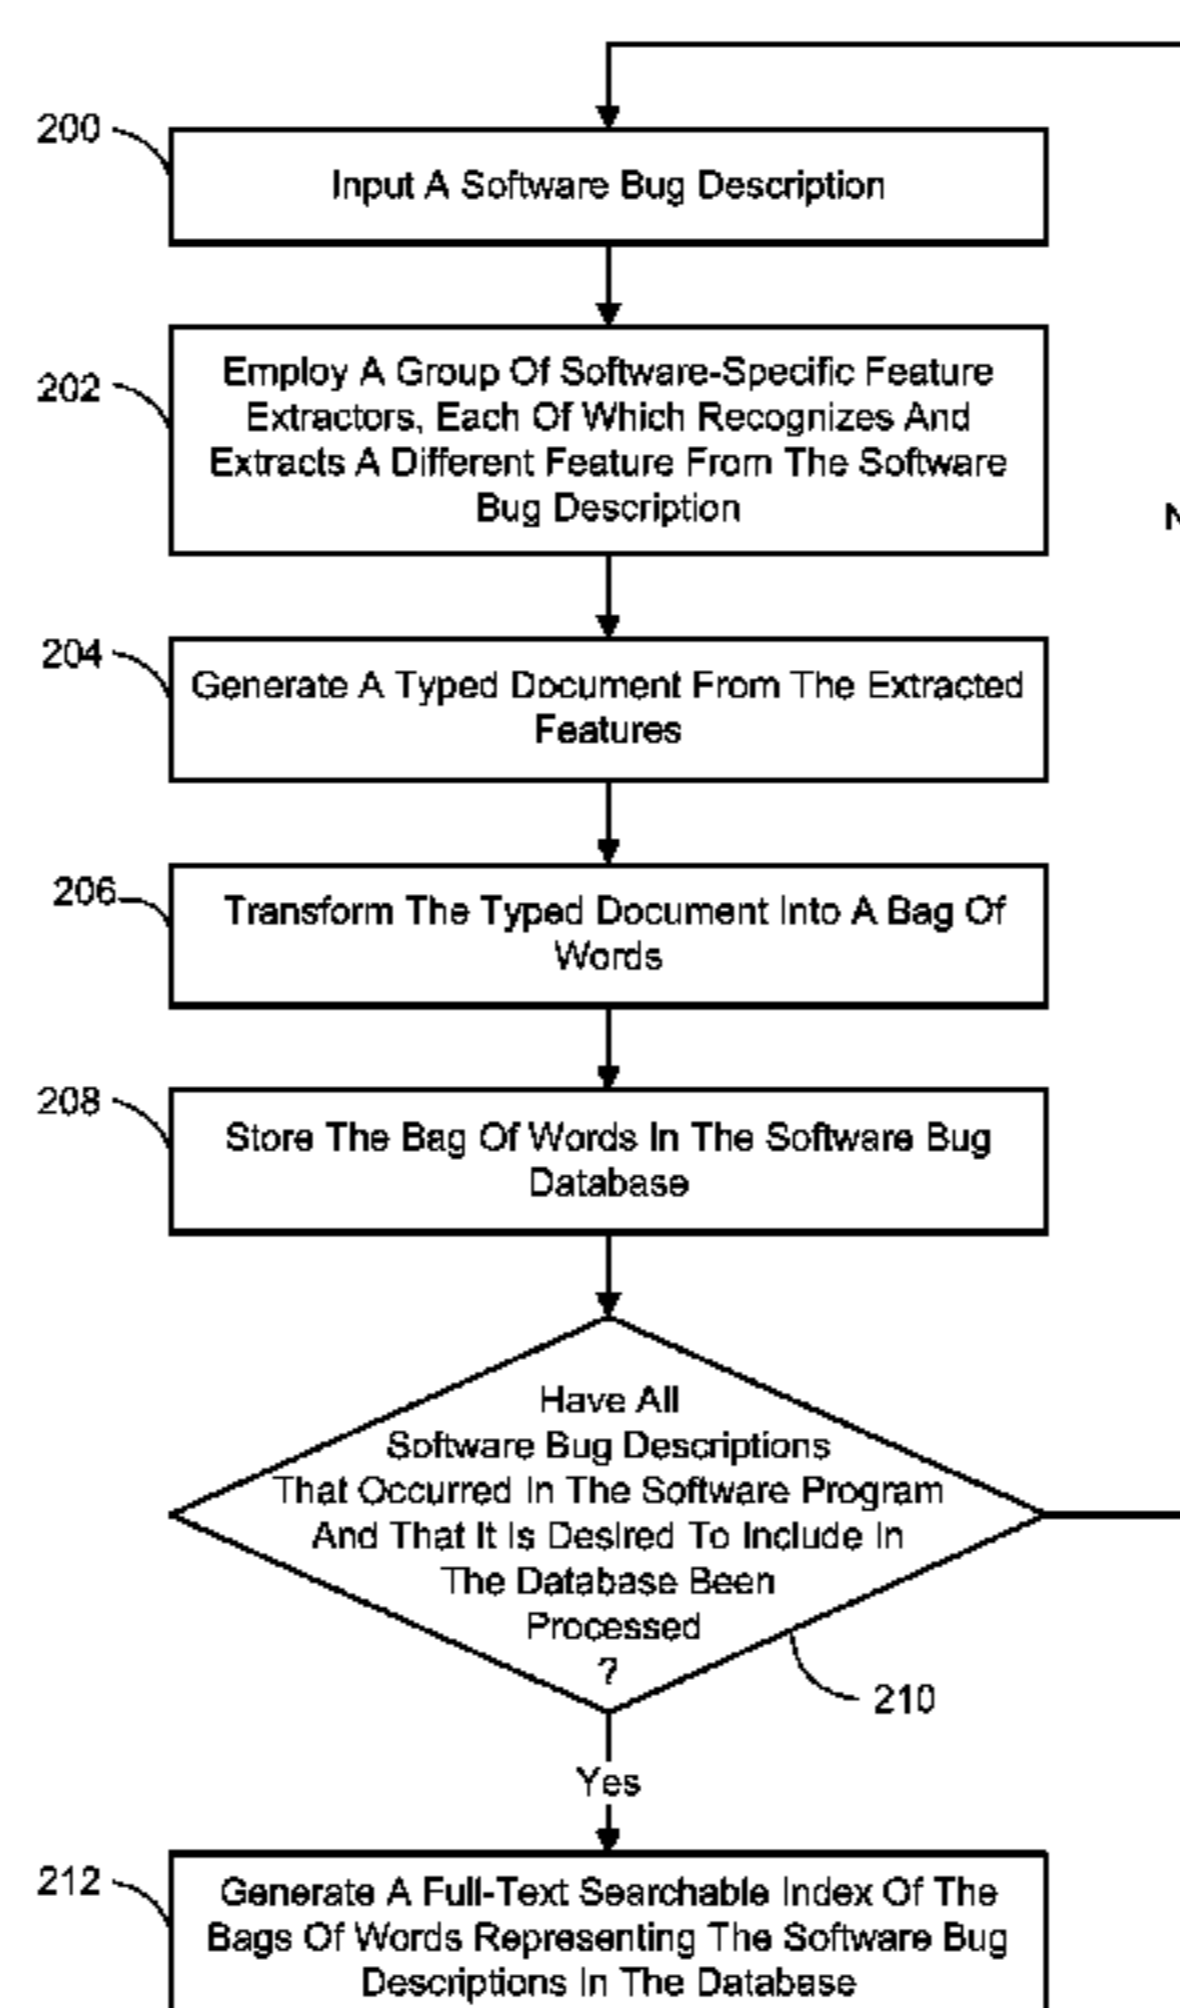 200
Input A Software Bug Description
202
Employ A Group Of Software-Specific Feature
Extractors, Each Of Which Recognizes And
Extracts A Different Feature From The Software
Bug Description
204
Generate A Typed Document From The Extracted
Features
206
Transform The Typed Document Into A Bag Of
Words
208
Store The Bag Of Words In The Software Bug
Database
Have All
Software Bug Descriptions
That Occurred In The Software Program
And That It Is Desired To Include In
The Database Been
Processed
?
210
Yes
212
Generate A Full-Text Searchable Index Of The
Bags Of Words Representing The Software Bug
Descriptions In The Database